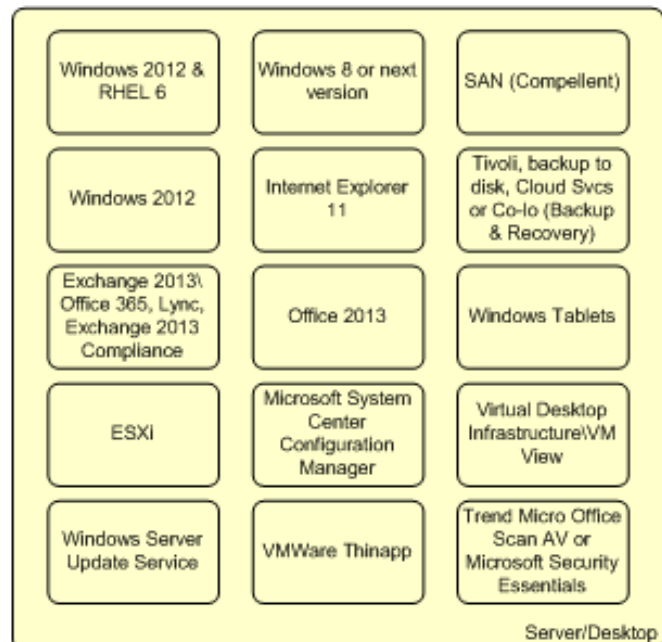 Windows 2012 &
RHEL 6
Windows 8 or next
version
SAN (Compellent)
Windows 2012
Internet Explorer
11
Tivoli, backup to
disk, Cloud Svcs
or Co-lo (Backup
& Recovery)
Exchange 2013\
Office 365, Lync,
Exchange 2013
Compliance
Office 2013
Windows Tablets
ESXi
Microsoft System
Center
Configuration
Manager
Virtual Desktop
Infrastructure\VM
View
Windows Server
Update Service
VMWare Thinapp
Trend Micro Office
Scan AV or
Microsoft Security
Essentials
Server/Desktop